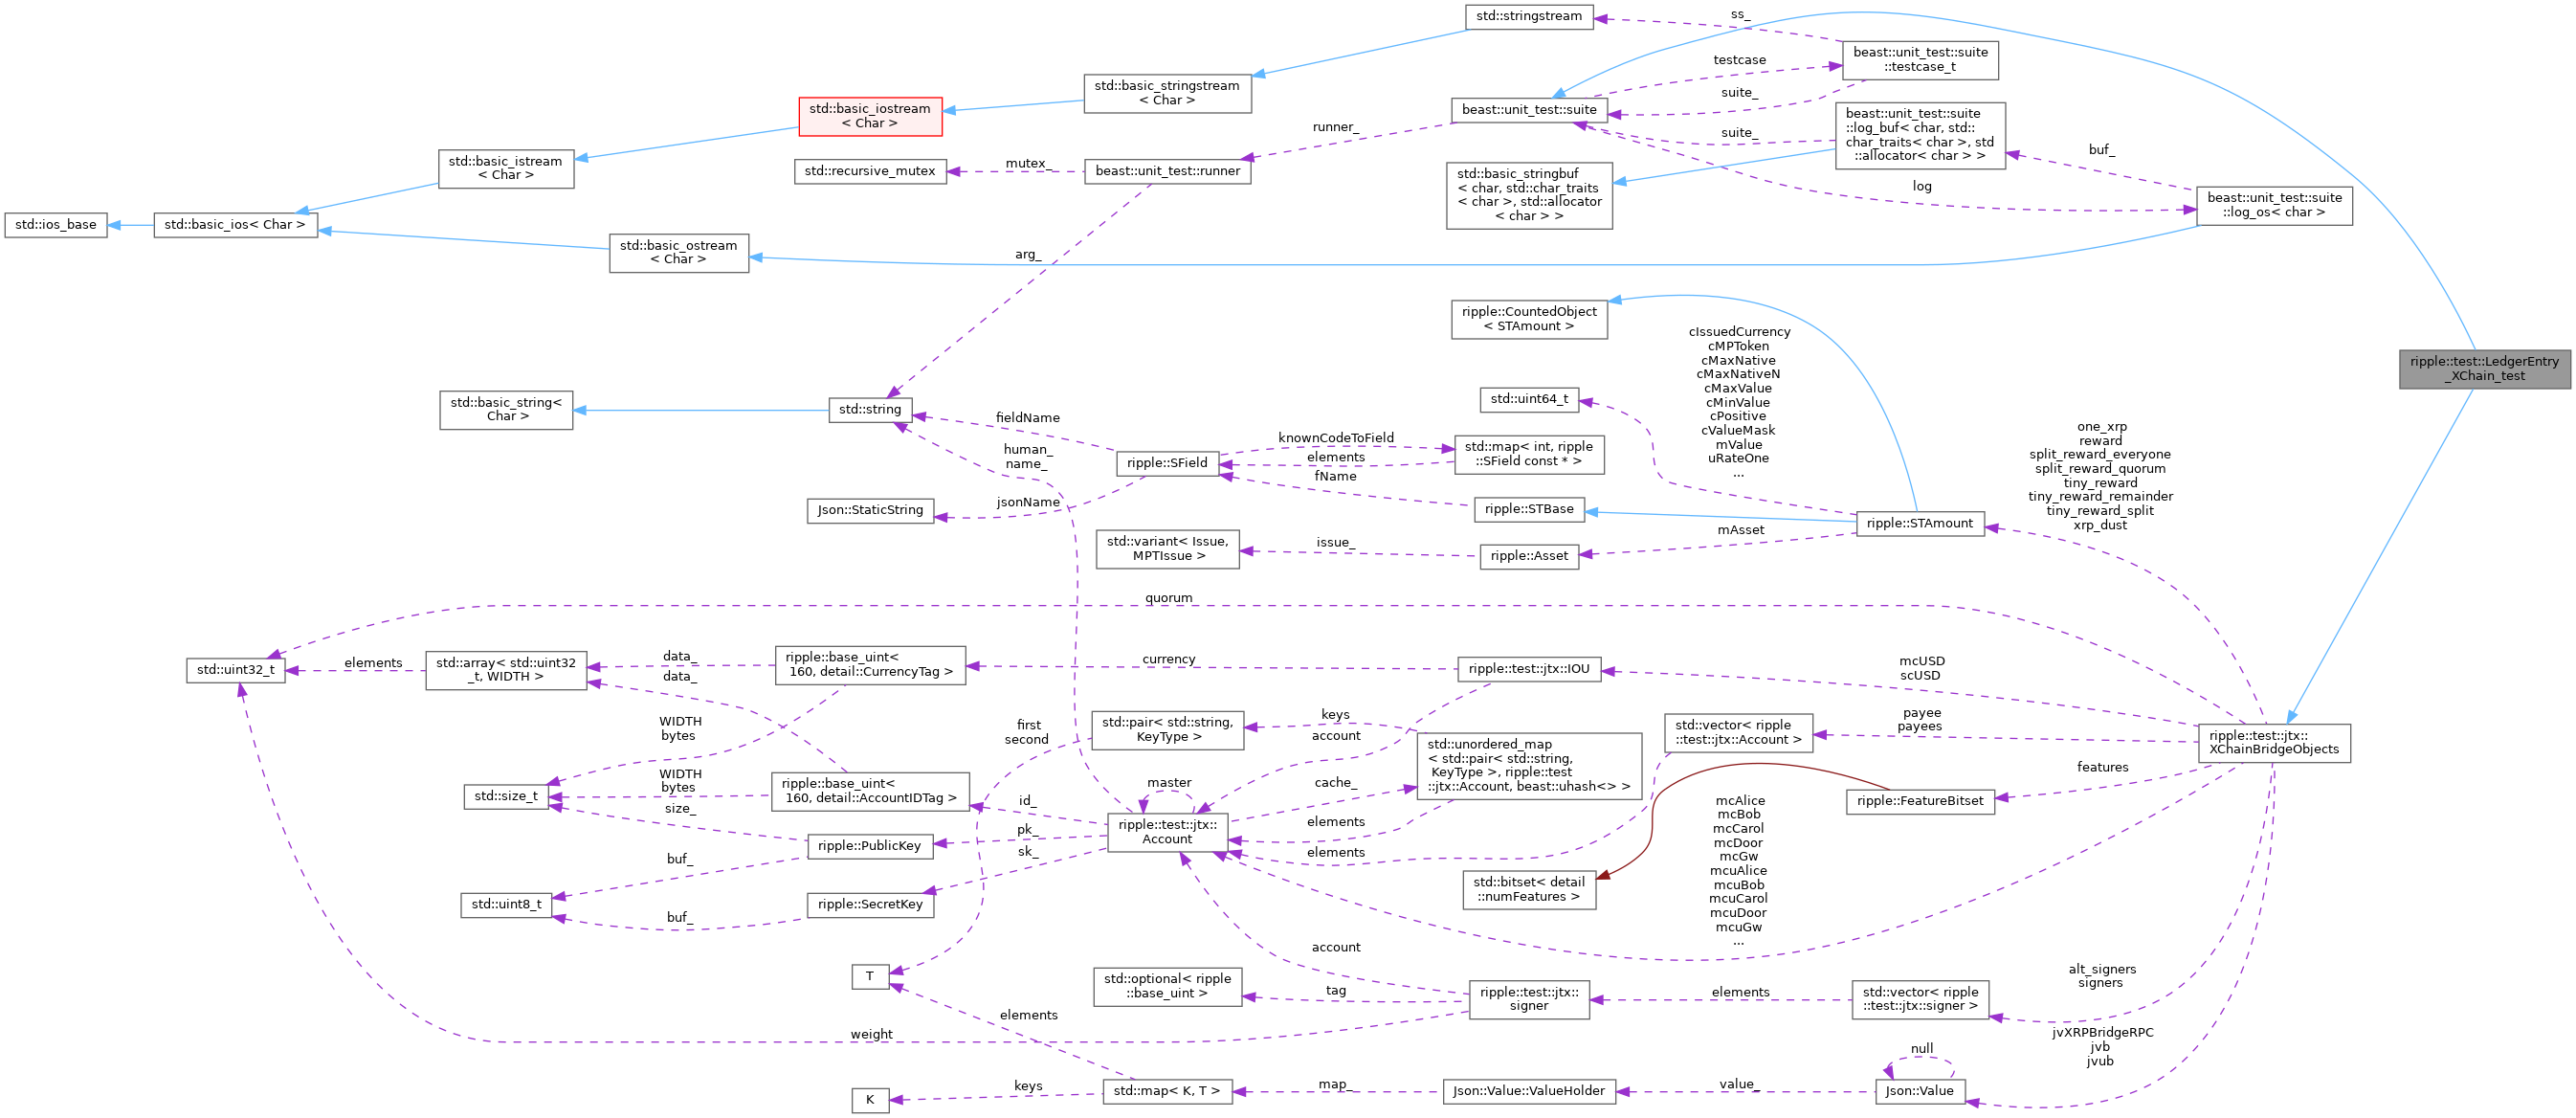 std::stringstream
ss_
beast::unit_test::suite
::testcase_t
testcase
suite_
std::basic_stringstream
< Char >
std::basic_iostream
< Char >
beast::unit_test::suite
runner_
beast::unit_test::suite
::log_buf< char, std::
char_traits< char >, std
::allocator< char > >
suite_
buf_
log
std::basic_istream
< Char >
std::recursive_mutex
mutex_
beast::unit_test::runner
std::basic_stringbuf
< char, std::char_traits
< char >, std::allocator
< char > >
beast::unit_test::suite
::log_os< char >
std::ios_base
std::basic_ios< Char >
std::basic_ostream
< Char >
arg_
ripple::CountedObject
< STAmount >
cIssuedCurrency
cMPToken
cMaxNative
cMaxNativeN
cMaxValue
cMinValue
cPositive
cValueMask
mValue
uRateOne
...
ripple::test::LedgerEntry
_XChain_test
std::basic_string<
Char >
std::string
fieldName
std::uint64_t
human_
name_
ripple::SField
knownCodeToField
elements
fName
std::map< int, ripple
::SField const * >
one_xrp
reward
split_reward_everyone
split_reward_quorum
tiny_reward
tiny_reward_remainder
tiny_reward_split
xrp_dust
Json::StaticString
jsonName
ripple::STBase
ripple::STAmount
mAsset
std::variant< Issue,
MPTIssue >
issue_
ripple::Asset
quorum
std::uint32_t
elements
std::array< std::uint32
_t, WIDTH >
data_
data_
ripple::base_uint<
160, detail::CurrencyTag >
currency
ripple::test::jtx::IOU
mcUSD
scUSD
WIDTH
bytes
first
second
std::pair< std::string,
KeyType >
keys
account
std::unordered_map
< std::pair< std::string,
KeyType >, ripple::test
::jtx::Account, beast::uhash<> >
std::vector< ripple
::test::jtx::Account >
payee
payees
ripple::test::jtx::
XChainBridgeObjects
features
std::size_t
WIDTH
bytes
size_
ripple::base_uint<
160, detail::AccountIDTag >
id_
master
cache_
elements
elements
ripple::FeatureBitset
ripple::test::jtx::
Account
ripple::PublicKey
pk_
sk_
buf_
std::uint8_t
buf_
ripple::SecretKey
std::bitset< detail
::numFeatures >
mcAlice
mcBob
mcCarol
mcDoor
mcGw
mcuAlice
mcuBob
mcuCarol
mcuDoor
mcuGw
...
account
T
std::optional< ripple
::base_uint >
tag
ripple::test::jtx::
signer
elements
std::vector< ripple
::test::jtx::signer >
alt_signers
signers
weight
elements
jvXRPBridgeRPC
jvb
jvub
K
keys
std::map< K, T >
map_
Json::Value::ValueHolder
value_
null
Json::Value